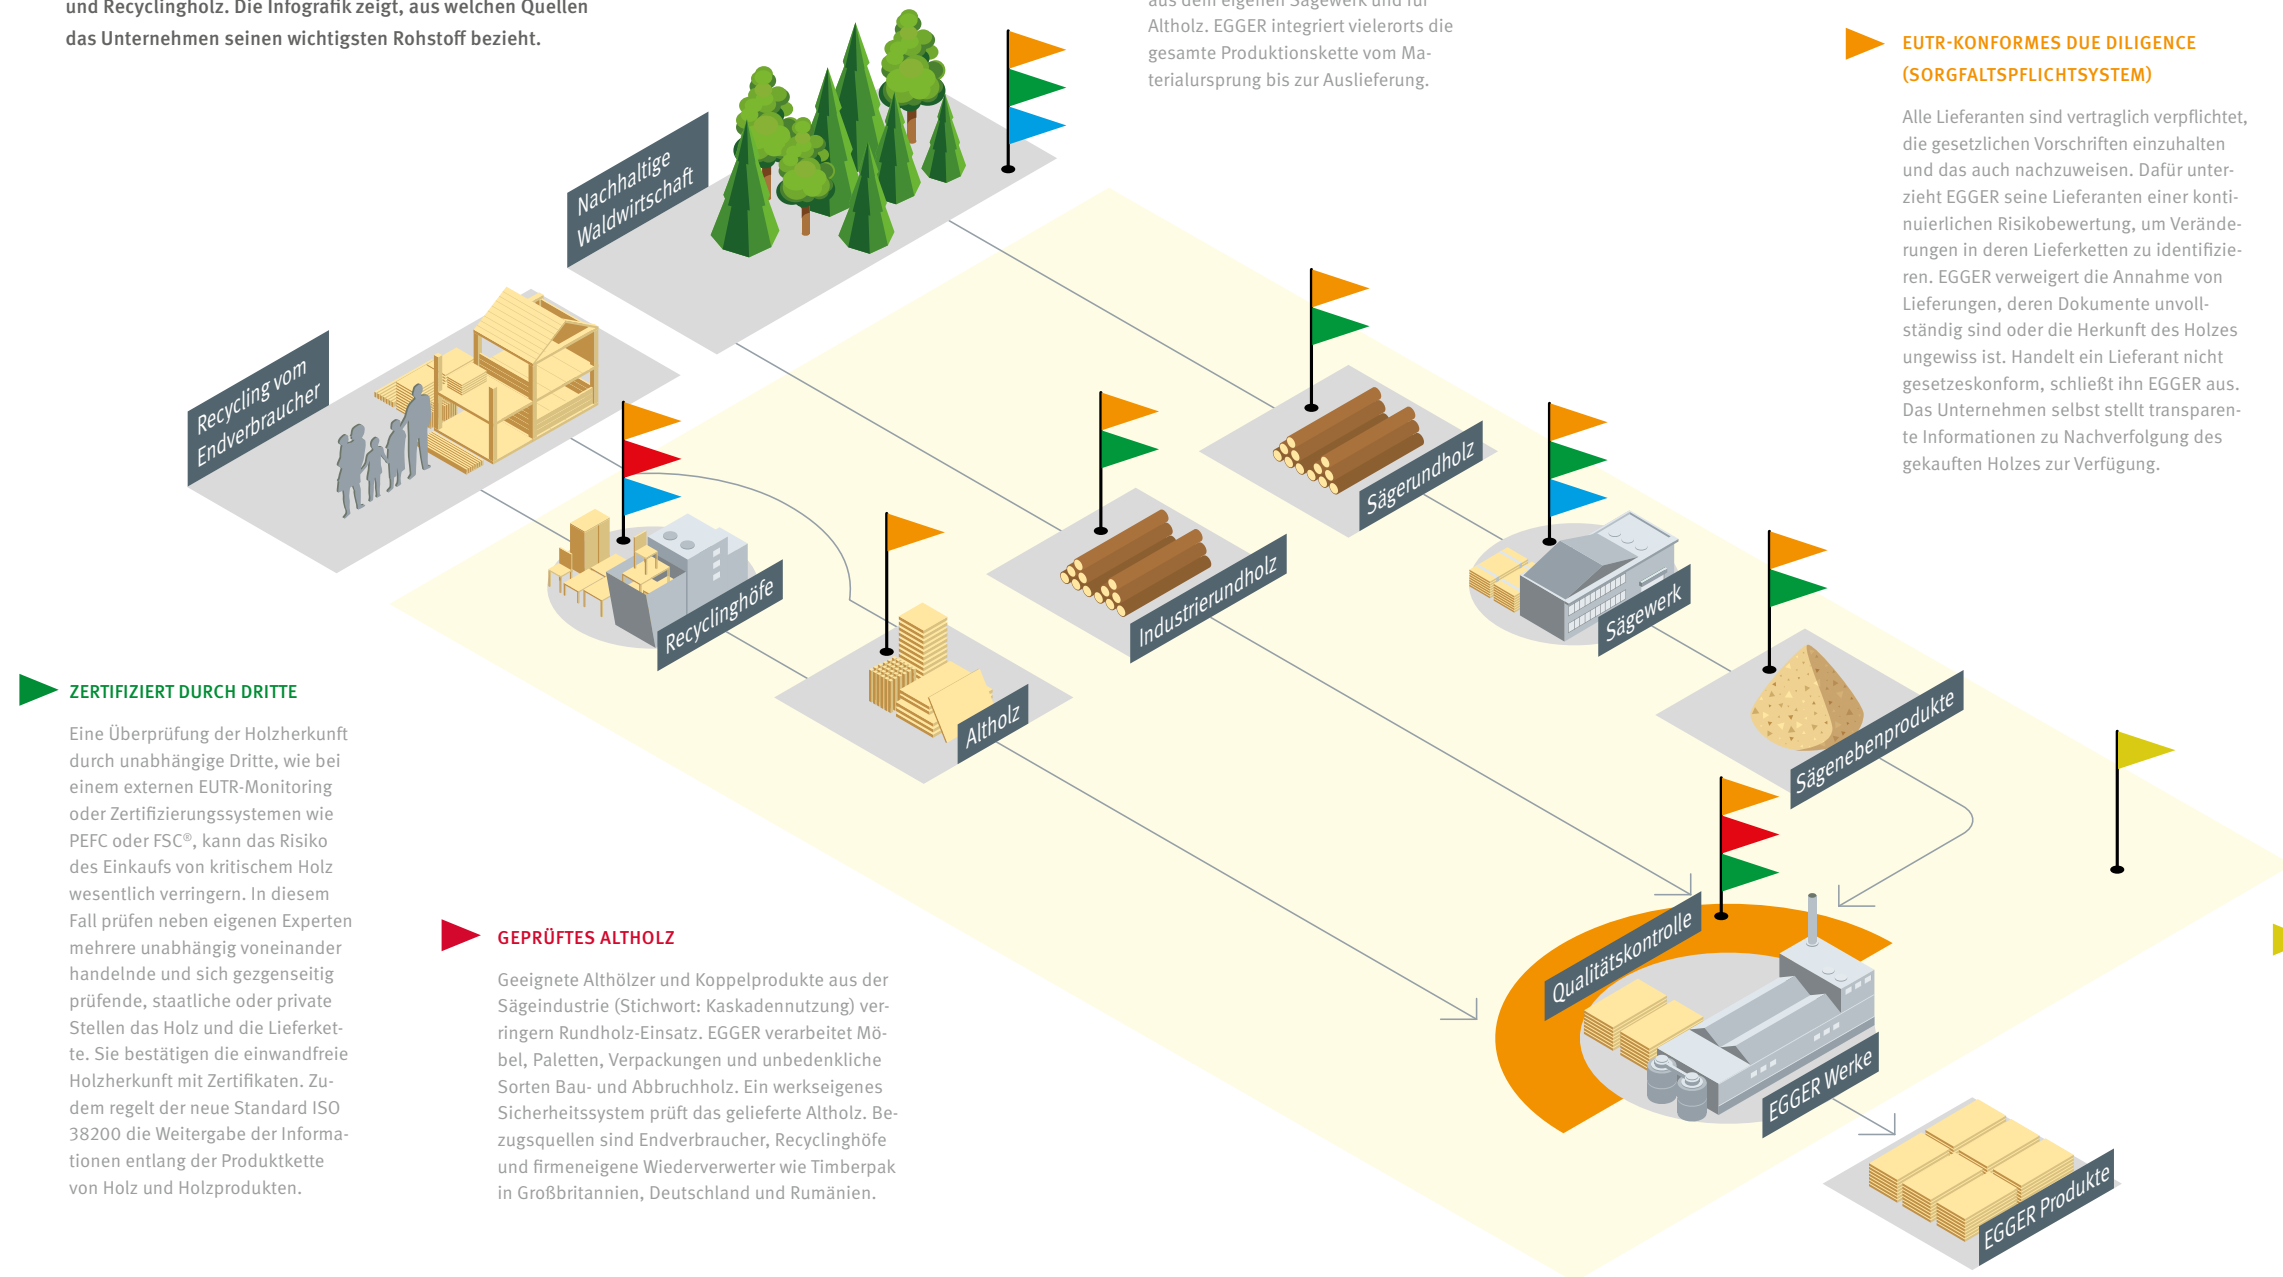 und Recyclingholz. Die Infografik zeigt, aus welchen Quellen
das Unternehmen seinen wichtigsten Rohstoff bezieht.
aus dem eigenen Sägewerk und für
Altholz. EGGER integriert vielerorts die
gesamte Produktionskette vom Ma-
terialursprung bis zur Auslieferung.
EUTR-KONFORMES DUE DILIGENCE
(SORGFALTSPFLICHTSYSTEM)
Alle Lieferanten sind vertraglich verpflichtet,
die gesetzlichen Vorschriften einzuhalten
und das auch nachzuweisen. Dafür unter-
zieht EGGER seine Lieferanten einer konti-
nuierlichen Risikobewertung, um Verände-
rungen in deren Lieferketten zu identifizie-
ren. EGGER verweigert die Annahme von
Lieferungen, deren Dokumente unvoll-
ständig sind oder die Herkunft des Holzes
ungewiss ist. Handelt ein Lieferant nicht
gesetzeskonform, schließt ihn EGGER aus.
Das Unternehmen selbst stellt transparen-
te Informationen zu Nachverfolgung des
gekauften Holzes zur Verfügung.
Nachhaltige
Waldwirtschaft
Recycling vom
Endverbraucher
Sägerundholz
Industrierundholz
Recyclinghöfe
Sägewerk
Altholz
Sägenebenprodukte
Qualitätskontrolle
EGGER Werke
EGGER Produkte
ZERTIFIZIERT DURCH DRITTE
Eine Überprüfung der Holzherkunft
durch unabhängige Dritte, wie bei
einem externen EUTR-Monitoring
oder Zertifizierungssystemen wie
PEFC oder FSC®, kann das Risiko
des Einkaufs von kritischem Holz
wesentlich verringern. In diesem
Fall prüfen neben eigenen Experten
mehrere unabhängig voneinander
handelnde und sich gezgenseitig
prüfende, staatliche oder private
Stellen das Holz und die Lieferket-
te. Sie bestätigen die einwandfreie
Holzherkunft mit Zertifikaten. Zu-
dem regelt der neue Standard ISO
38200 die Weitergabe der Informa-
tionen entlang der Produktkette
von Holz und Holzprodukten.
GEPRÜFTES ALTHOLZ
Geeignete Althölzer und Koppelprodukte aus der
Sägeindustrie (Stichwort: Kaskadennutzung) ver-
ringern Rundholz-Einsatz. EGGER verarbeitet Mö-
bel, Paletten, Verpackungen und unbedenkliche
Sorten Bau- und Abbruchholz. Ein werkseigenes
Sicherheitssystem prüft das gelieferte Altholz. Be-
zugsquellen sind Endverbraucher, Recyclinghöfe
und firmeneigene Wiederverwerter wie Timberpak
in Großbritannien, Deutschland und Rumänien.